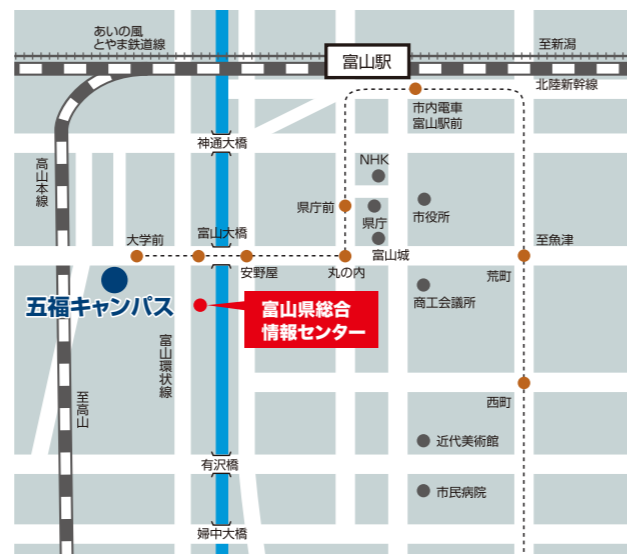 あいの風
とやま鉄道線
富山駅
至新潟
北陸新幹線
市内電車
富山駅前
神通大橋
高山本線
NHK
県庁前
県庁
市役所
大学前
富山大橋
安野屋
丸の内
富山城
至魚津
荒町
五福キャンパス
富山県総合
情報センター
商工会議所
富山環状線
至高山
西町
近代美術館
有沢橋
市民病院
婦中大橋